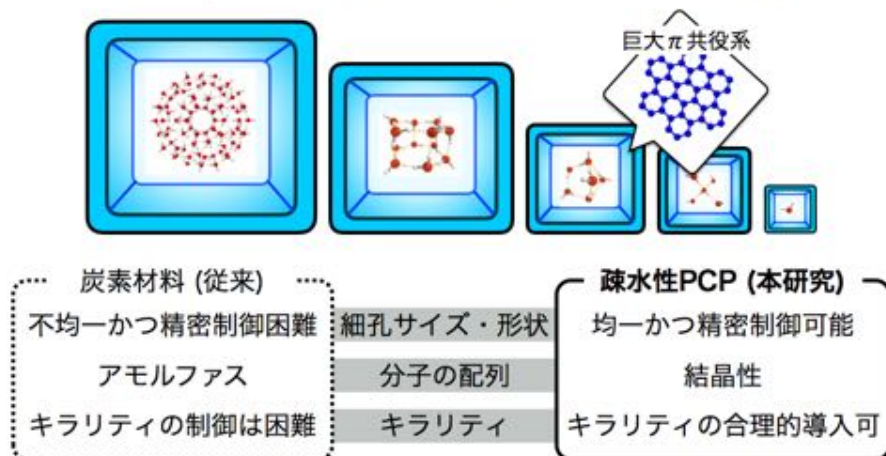 巨大π共役系
炭素材料 (従来)
疎水性PCP (本研究)
不均一かつ精密制御困難
細孔サイズ・形状
均一かつ精密制御可能
アモルファス
分子の配列
結晶性
キラリティの制御は困難
キラリティ
キラリティの合理的導入可